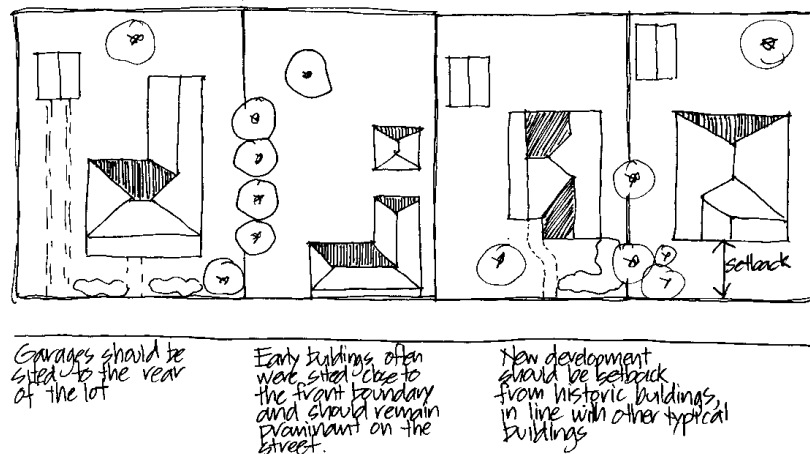 setback
Garages should be
sited to the rear
of the lot
Early buildings often
were sited close to
the front boundary
and should remain
prominant on the
street.
New development
should be setback
from historic buildings,
in line with other typical
buildings